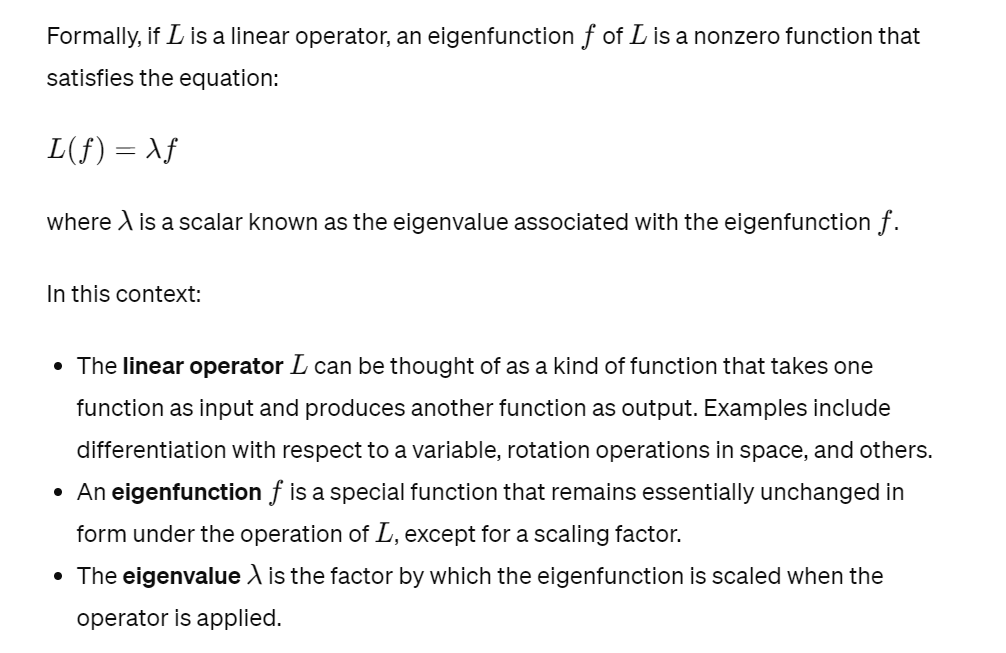 Formally, if L is a linear operator, an eigenfunction f of L is a nonzero function that
satisfies the equation:
L(f) = λf
where λ is a scalar known as the eigenvalue associated with the eigenfunction f.
In this context:
• The linear operator L can be thought of as a kind of function that takes one
function as input and produces another function as output. Examples include
differentiation with respect to a variable, rotation operations in space, and others.
• An eigenfunction f is a special function that remains essentially unchanged in
form under the operation of L, except for a scaling factor.
• The eigenvalue λ is the factor by which the eigenfunction is scaled when the
operator is applied.